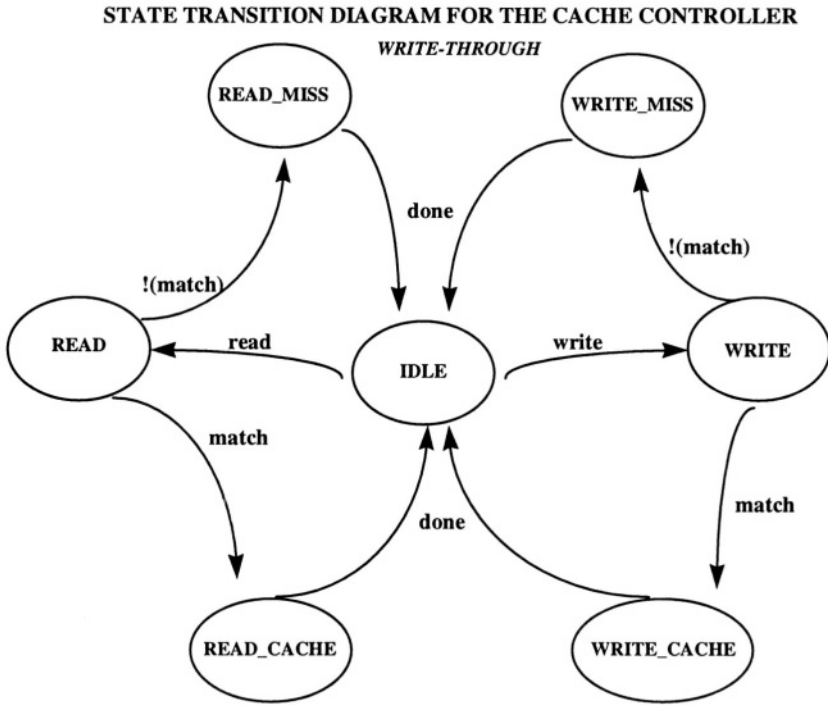 STATE TRANSITION DIAGRAM FOR THE CACHE CONTROLLER
WRITE-THROUGH
READ_MISS
WRITE_MISS
done
!(match)
!(match)
READ
read
IDLE
write
WRITE
match
match
done
READ_CACHE
WRITE_CACHE